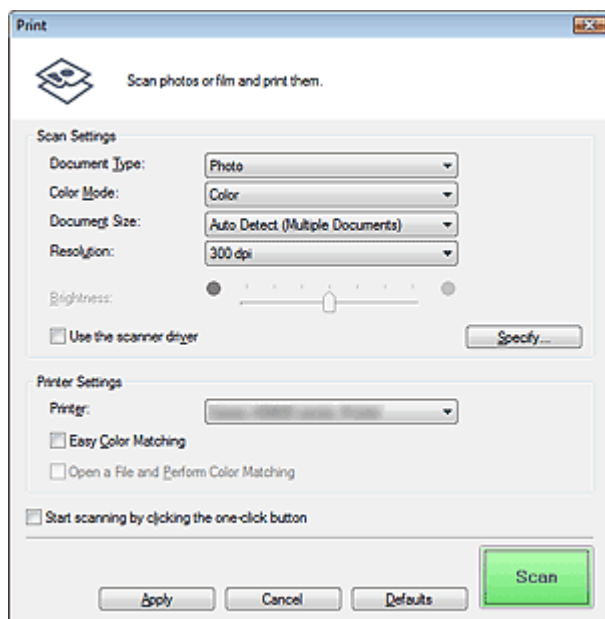 Print
Scan photos or film and print them.
Scan Settings
Document Type: Photo
Color Mode: Color
Document Size: Auto Detect (Multiple Documents)
Resolution: 300 dpi
Brightness:
Use the scanner driver Specify...
Printer Settings
Printer:
Easy Color Matching
Open a File and Perform Color Matching
Start scanning by clicking the one-click button
Scan
Apply Cancel Defaults